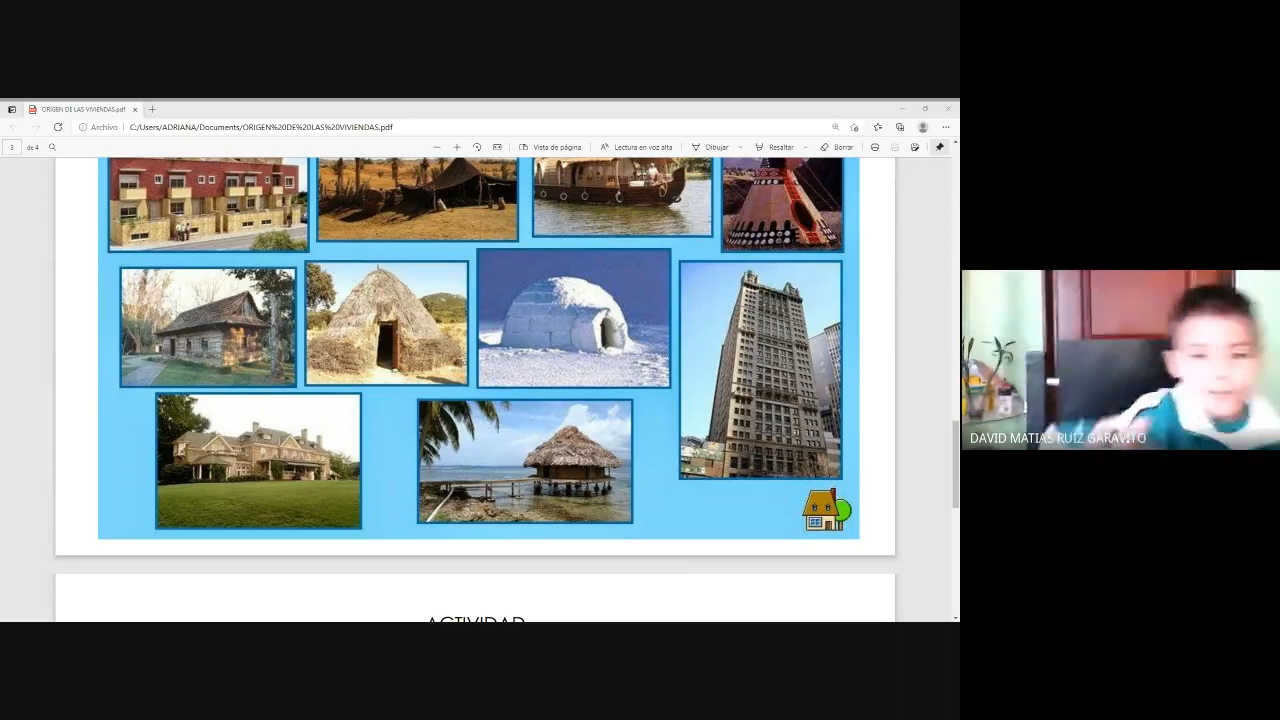 ORIGEN DE LAS VIVIENDAS.pdf
Archivo C:/Users/ADRIANA/Documents/ORIGEN%20DE%20LAS%20VIVIENDAS.pdf
3 de 4 Vista de página Lectura en voz alta Dibujar Resaltar Borrar
DAVID MATIAS RUIZ GARAVITO
ACTIVIDAD